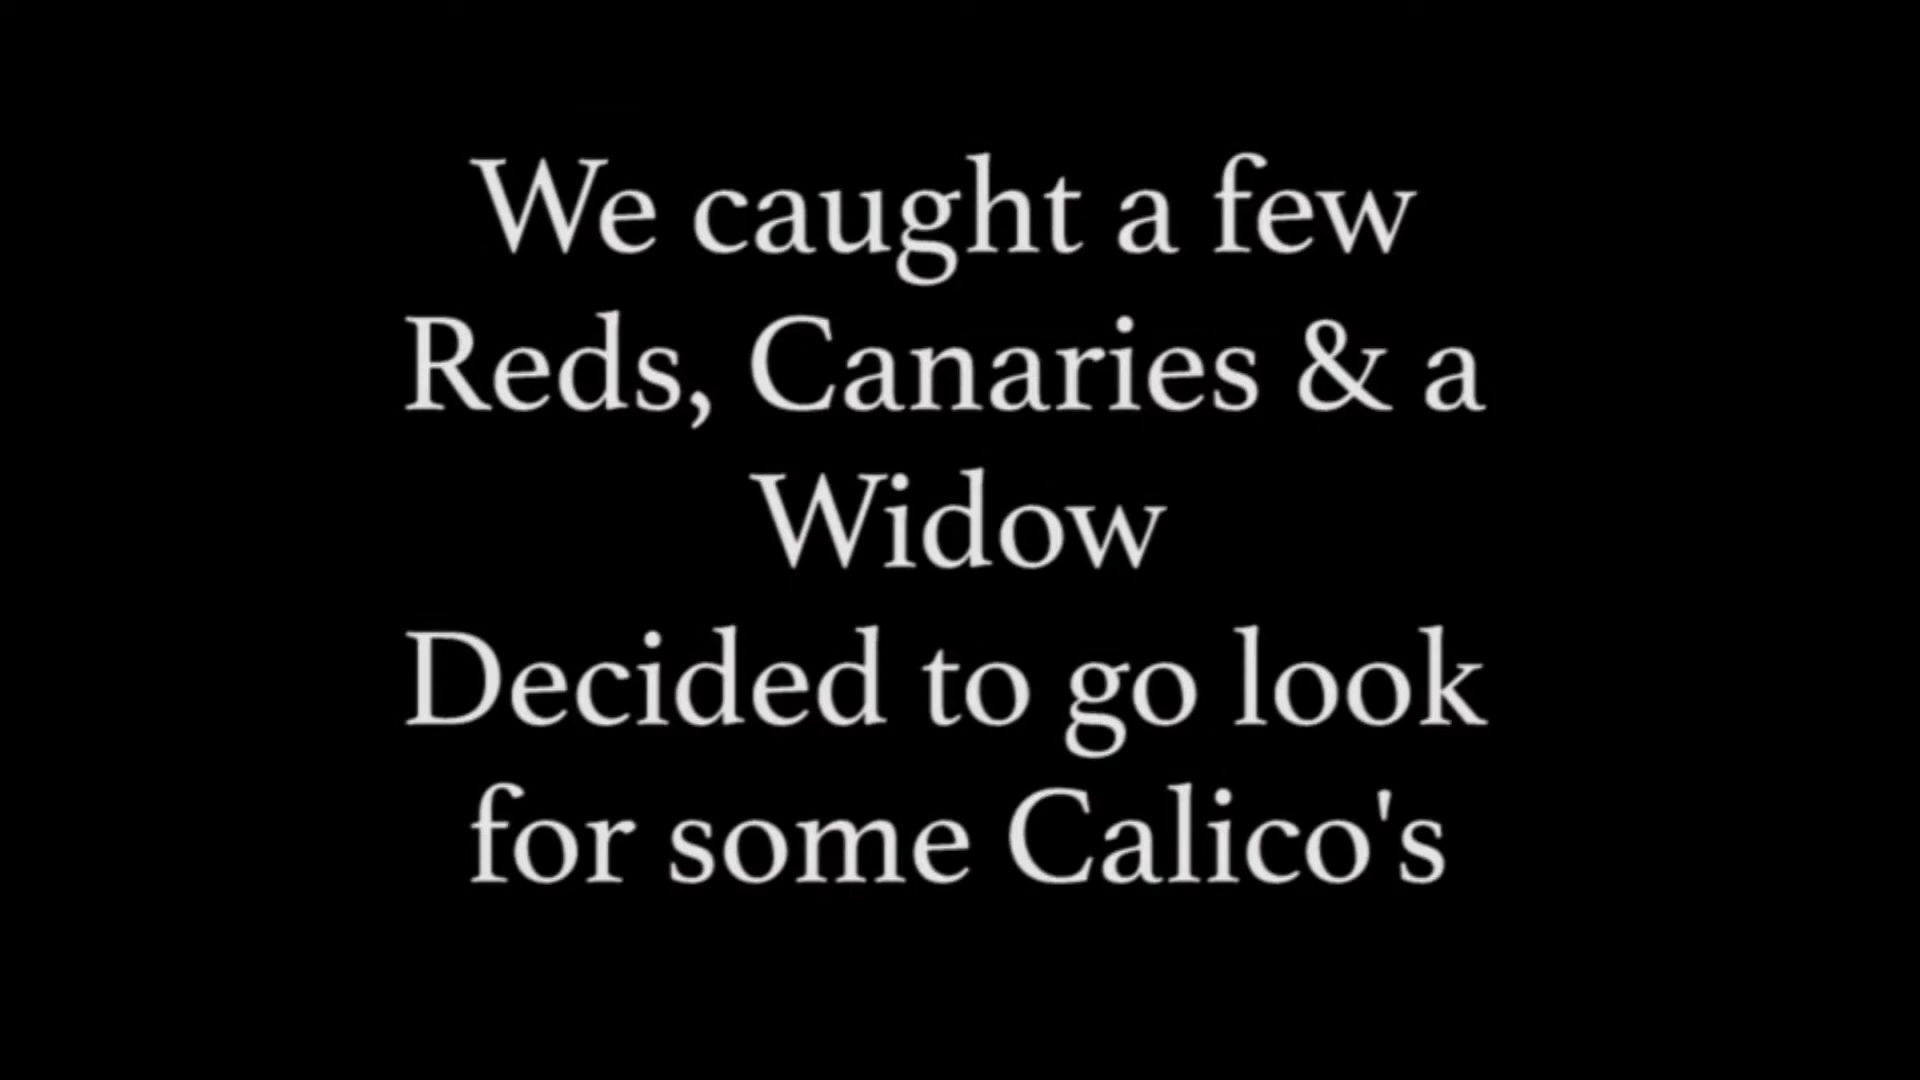 We caught a few
Reds, Canaries & a
Widow
Decided to go look
for some Calico's